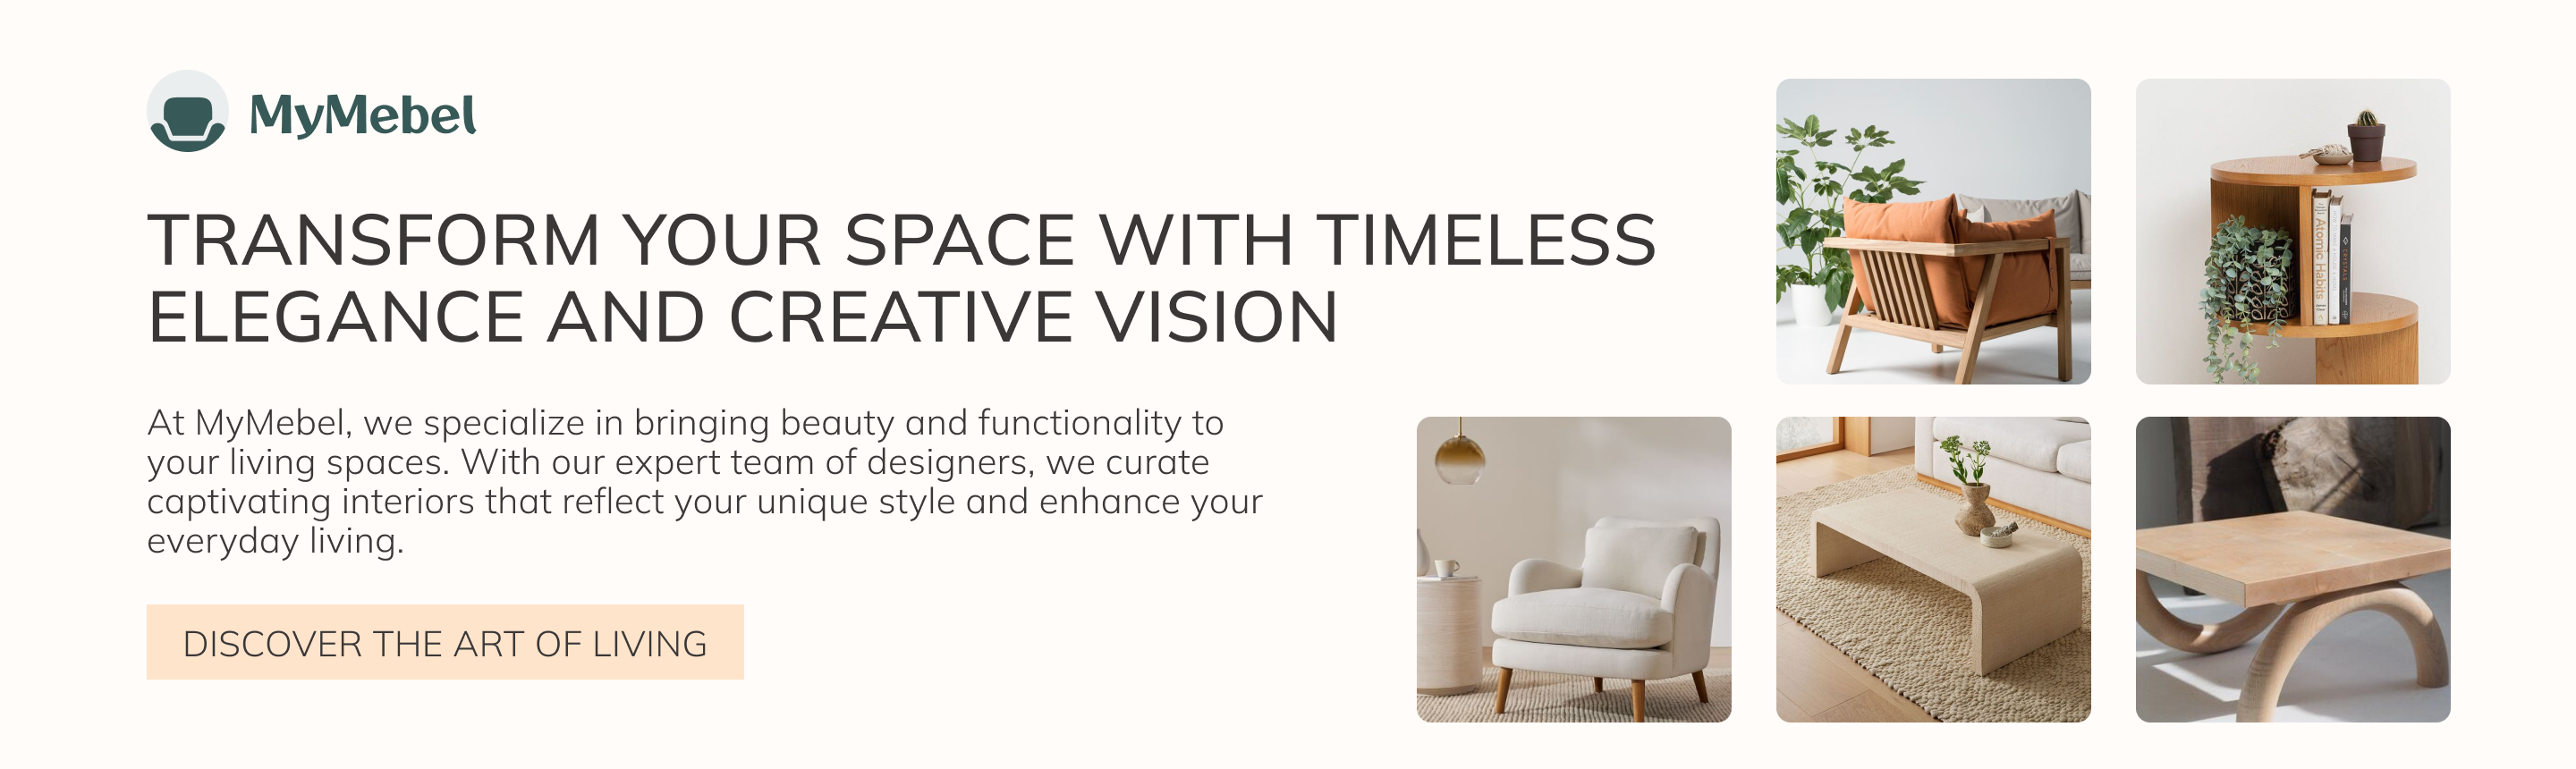 MyMebel
TRANSFORM YOUR SPACE WITH TIMELESS
ELEGANCE AND CREATIVE VISION
At MyMebel, we specialize in bringing beauty and functionality to
your living spaces. With our expert team of designers, we curate
captivating interiors that reflect your unique style and enhance your
everyday living.
DISCOVER THE ART OF LIVING
Atomic Habits